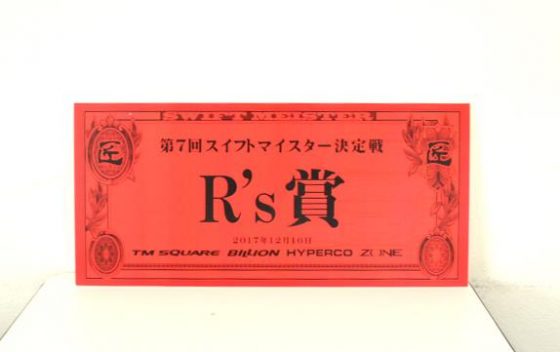 SWIFT MEISTER
第7回スイフトマイスター決定戦
匠
匠
R's賞
2017年12月16日
TM SQUARE BILLION HYPERCO ZONE